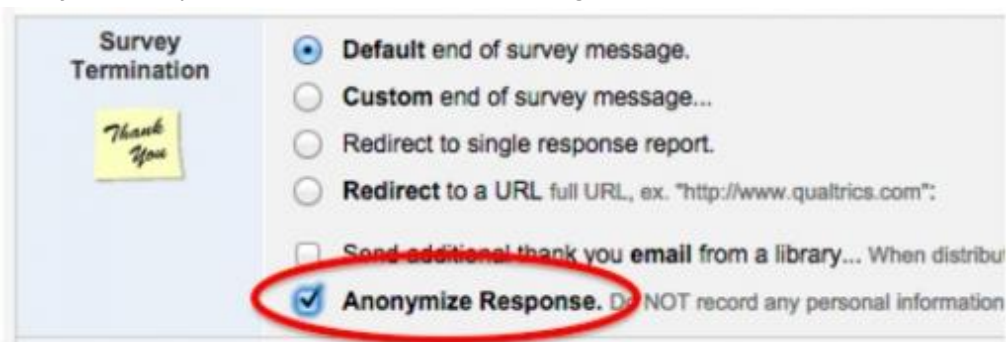 Survey
Termination
Thank
You
Default end of survey message.
Custom end of survey message...
Redirect to single response report.
Redirect to a URL full URL, ex. "http://www.qualtrics.com":
Send additional thank you email from a library... When distribu
Anonymize Response. Do NOT record any personal information